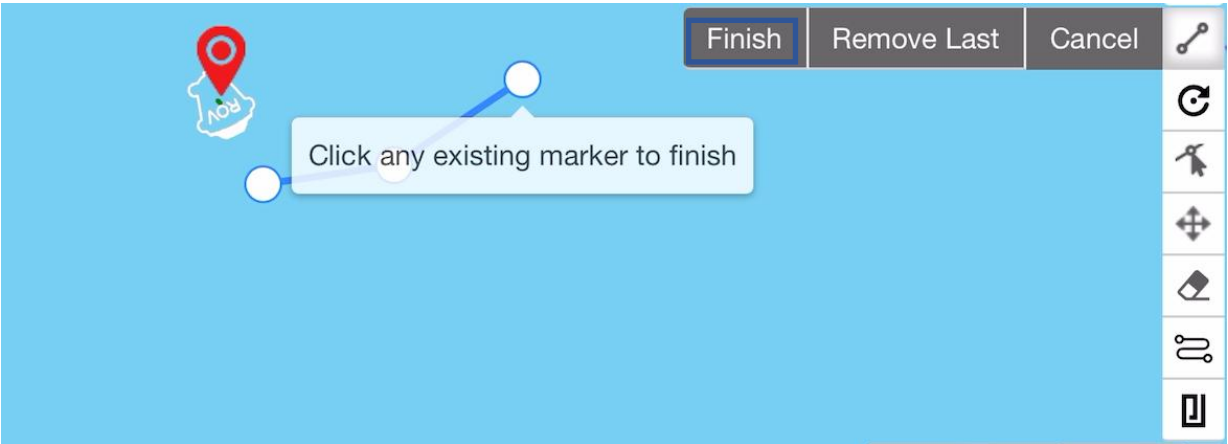 Finish
Remove Last
Cancel
ROV
Click any existing marker to finish